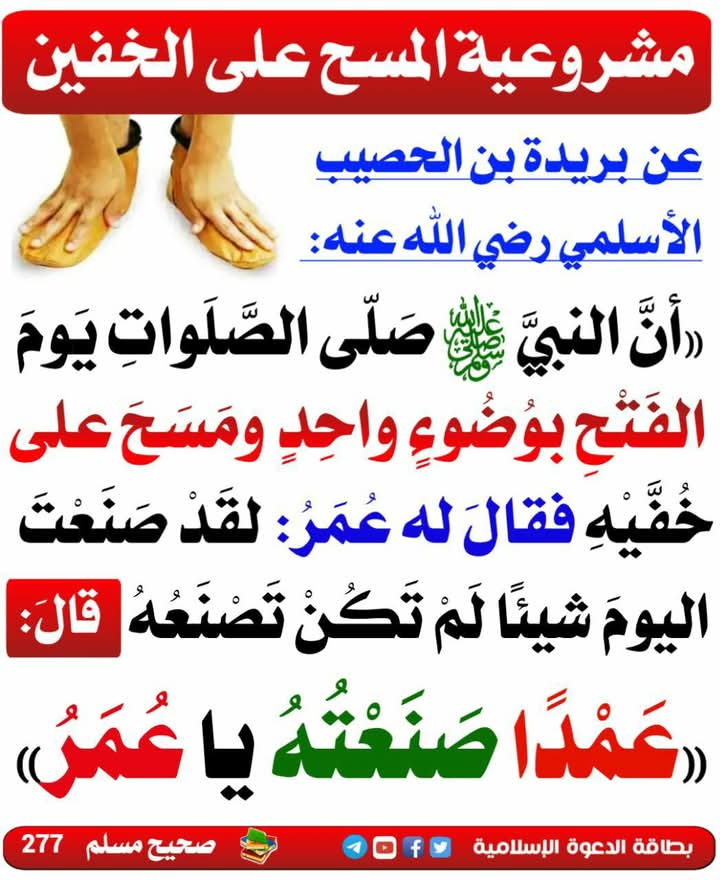 مشروعية المسح على الخفين
عن بريدة بن الحصيب
الأسلمي رضي الله عنه:
((أنَّ النبيَّ ﷺ صَلّى الصَّلَواتِ يَومَ
الفَتْحِ بوُضُوءٍ واحِدٍ ومَسَحَ على
خُفَّيْهِ فقالَ له عُمَرُ: لقَدْ صَنَعْتَ
اليومَ شيئًا لَمْ تَكُنْ تَصْنَعُهُ قالَ:
((عَمْدًا صَنَعْتُهُ يا عُمَرُ))
بطاقة الدعوة الإسلامية صحيح مسلم 277